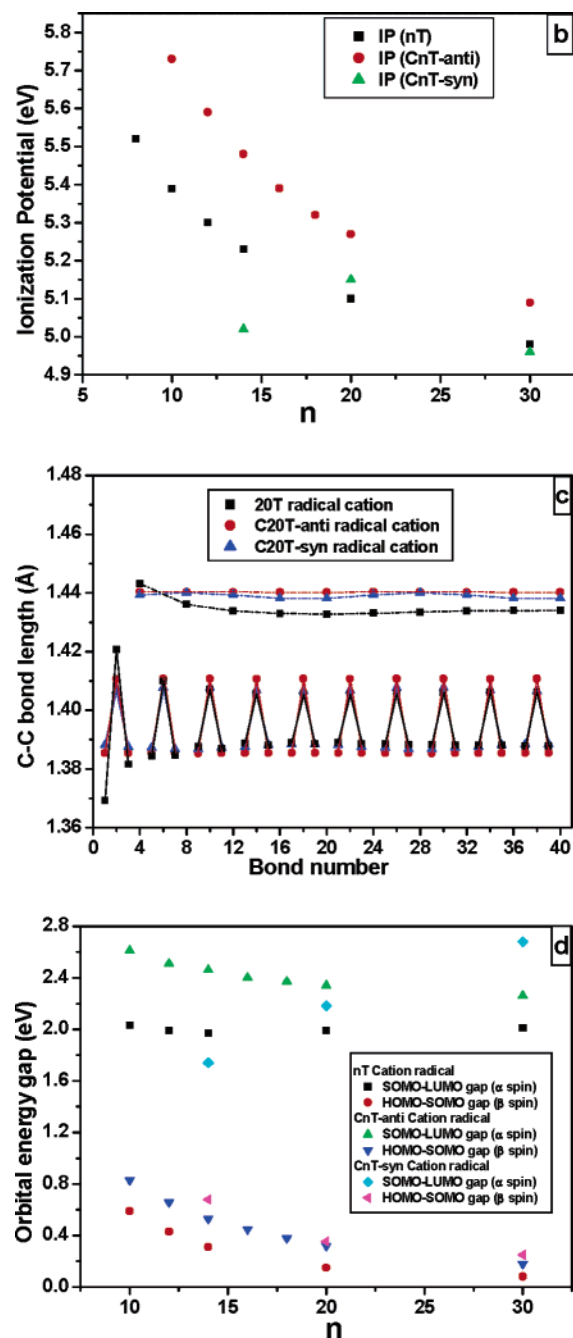 b
IP (nT)
IP (CnT-anti)
IP (CnT-syn)
Ionization Potential (eV)
5.8
5.7
5.6
5.5
5.4
5.3
5.2
5.1
5.0
4.9
5 10 15 20 25 30
n
c
20T radical cation
C20T-anti radical cation
C20T-syn radical cation
C-C bond length (Å)
1.48
1.46
1.44
1.42
1.40
1.38
1.36
0 4 8 12 16 20 24 28 32 36 40
Bond number
d
Orbital energy gap (eV)
2.8
2.4
2.0
1.6
1.2
0.8
0.4
0.0
nT Cation radical
SOMO-LUMO gap (α spin)
HOMO-SOMO gap (β spin)
CnT-anti Cation radical
SOMO-LUMO gap (α spin)
HOMO-SOMO gap (β spin)
CnT-syn Cation radical
SOMO-LUMO gap (α spin)
HOMO-SOMO gap (β spin)
10 15 20 25 30
n